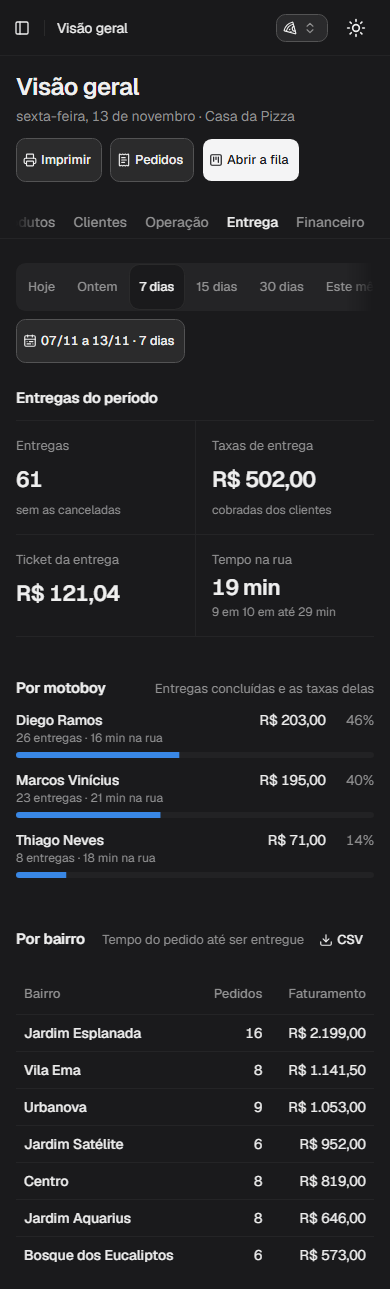 Visão geral
Visão geral
sexta-feira, 13 de novembro · Casa da Pizza
Imprimir Pedidos Abrir a fila
dutos Clientes Operação Entrega Financeiro
Hoje Ontem 7 dias 15 dias 30 dias Este mê
07/11 a 13/11 · 7 dias
Entregas do período
Entregas Taxas de entrega
61 R$ 502,00
sem as canceladas cobradas dos clientes
Ticket da entrega Tempo na rua
R$ 121,04 19 min
9 em 10 em até 29 min
Por motoboy Entregas concluídas e as taxas delas
Diego Ramos R$ 203,00 46%
26 entregas · 16 min na rua
Marcos Vinícius R$ 195,00 40%
23 entregas · 21 min na rua
Thiago Neves R$ 71,00 14%
8 entregas · 18 min na rua
Por bairro Tempo do pedido até ser entregue CSV
Bairro Pedidos Faturamento
Jardim Esplanada 16 R$ 2.199,00
Vila Ema 8 R$ 1.141,50
Urbanova 9 R$ 1.053,00
Jardim Satélite 6 R$ 952,00
Centro 8 R$ 819,00
Jardim Aquarius 8 R$ 646,00
Bosque dos Eucaliptos 6 R$ 573,00